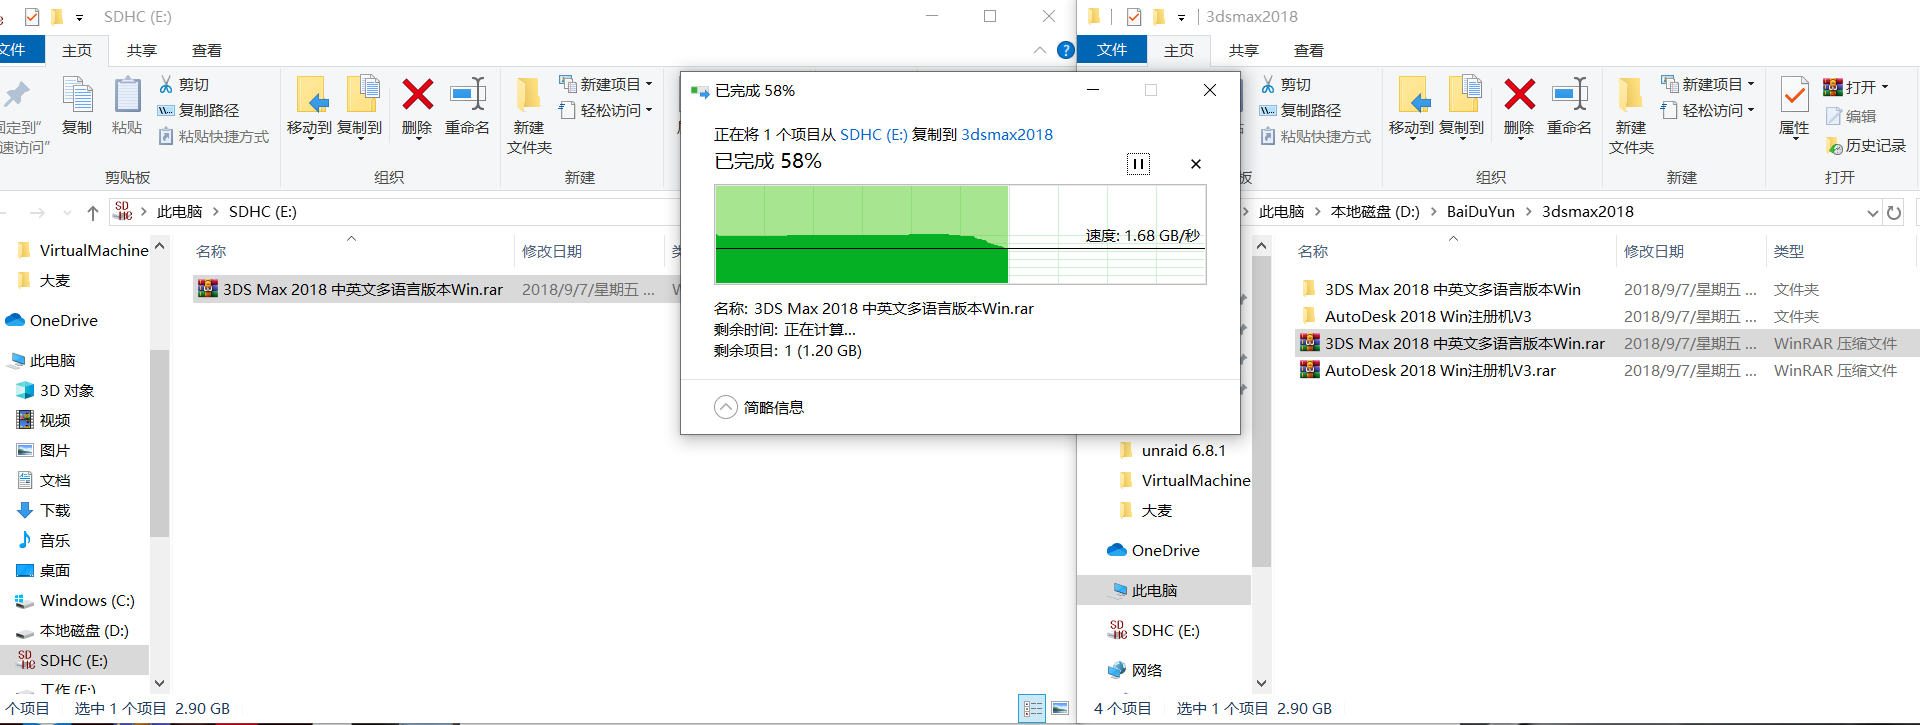 SDHC (E:)
文件
主页
共享
查看
固定到“
速访问”
复制
粘贴
剪切
复制路径
粘贴快捷方式
剪贴板
移动到
复制到
删除
重命名
组织
新建
文件夹
新建项目
轻松访问
新建
此电脑
SDHC (E:)
VirtualMachine
大麦
OneDrive
此电脑
3D 对象
视频
图片
文档
下载
音乐
桌面
Windows (C:)
本地磁盘 (D:)
SDHC (E:)
工作 (F:)
名称
修改日期
3DS Max 2018 中英文多语言版本Win.rar
2018/9/7/星期五 ...
个项目
选中 1 个项目 2.90 GB
已完成 58%
正在将 1 个项目从 SDHC (E:) 复制到 3dsmax2018
已完成 58%
速度: 1.68 GB/秒
名称: 3DS Max 2018 中英文多语言版本Win.rar
剩余时间: 正在计算...
剩余项目: 1 (1.20 GB)
简略信息
3dsmax2018
文件
主页
共享
查看
剪切
复制路径
粘贴快捷方式
板
移动到
复制到
删除
重命名
组织
新建
文件夹
新建项目
轻松访问
新建
属性
打开
编辑
历史记录
打开
此电脑
本地磁盘 (D:)
BaiDuYun
3dsmax2018
名称
修改日期
类型
3DS Max 2018 中英文多语言版本Win
2018/9/7/星期五 ...
文件夹
AutoDesk 2018 Win注册机V3
2018/9/7/星期五 ...
文件夹
3DS Max 2018 中英文多语言版本Win.rar
2018/9/7/星期五 ...
WinRAR 压缩文件
AutoDesk 2018 Win注册机V3.rar
2018/9/7/星期五 ...
WinRAR 压缩文件
unraid 6.8.1
VirtualMachine
大麦
OneDrive
此电脑
SDHC (E:)
网络
4 个项目
选中 1 个项目 2.90 GB